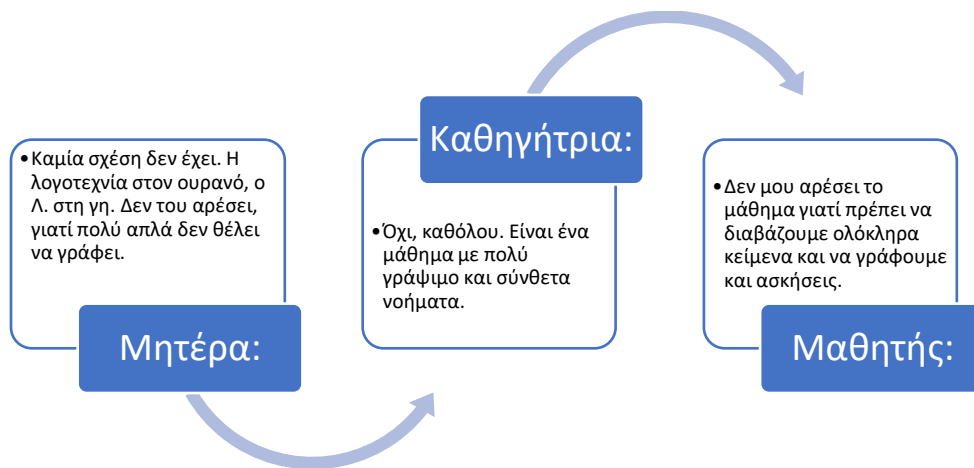 •Καμία σχέση δεν έχει. Η
λογοτεχνία στον ουρανό, ο
Λ. στη γη. Δεν του αρέσει,
γιατί πολύ απλά δεν θέλει
να γράφει.
Μητέρα:
Καθηγήτρια:
•Όχι, καθόλου. Είναι ένα
μάθημα με πολύ
γράψιμο και σύνθετα
νοήματα.
•Δεν μου αρέσει το
μάθημα γιατί πρέπει να
διαβάζουμε ολόκληρα
κείμενα και να γράφουμε
και ασκήσεις.
Μαθητής: